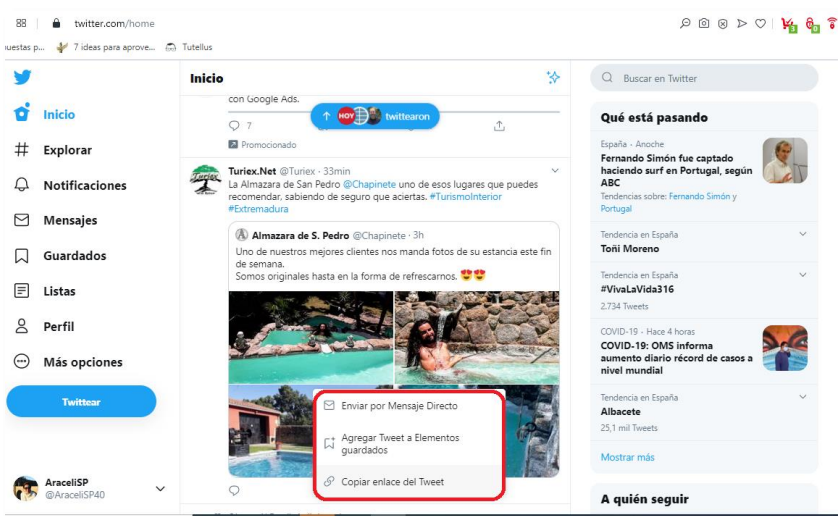 twitter.com/home
uestas p...
7 ideas para aprove...
Tutellus
3
0
Inicio
Explorar
Notificaciones
Mensajes
Guardados
Listas
Perfil
Más opciones
Twittear
AraceliSP
@AraceliSP40
Inicio
con Google Ads.
HOY
twittearon
7
Promocionado
Turiex
Turiex.Net @Turiex · 33min
La Almazara de San Pedro @Chapinete uno de esos lugares que puedes
recomendar, sabiendo de seguro que aciertas. #TurismoInterior
#Extremadura
Almazara de S. Pedro @Chapinete · 3h
Uno de nuestros mejores clientes nos manda fotos de su estancia este fin
de semana.
Somos originales hasta en la forma de refrescarnos. 😍😍
Enviar por Mensaje Directo
Agregar Tweet a Elementos
guardados
Copiar enlace del Tweet
Buscar en Twitter
Qué está pasando
España · Anoche
Fernando Simón fue captado
haciendo surf en Portugal, según
ABC
Tendencias sobre: Fernando Simón y
Portugal
Tendencia en España
Toñi Moreno
Tendencia en España
#VivaLaVida316
2.734 Tweets
COVID-19 · Hace 4 horas
COVID-19: OMS informa
aumento diario récord de casos a
nivel mundial
Tendencia en España
Albacete
25,1 mil Tweets
Mostrar más
A quién seguir